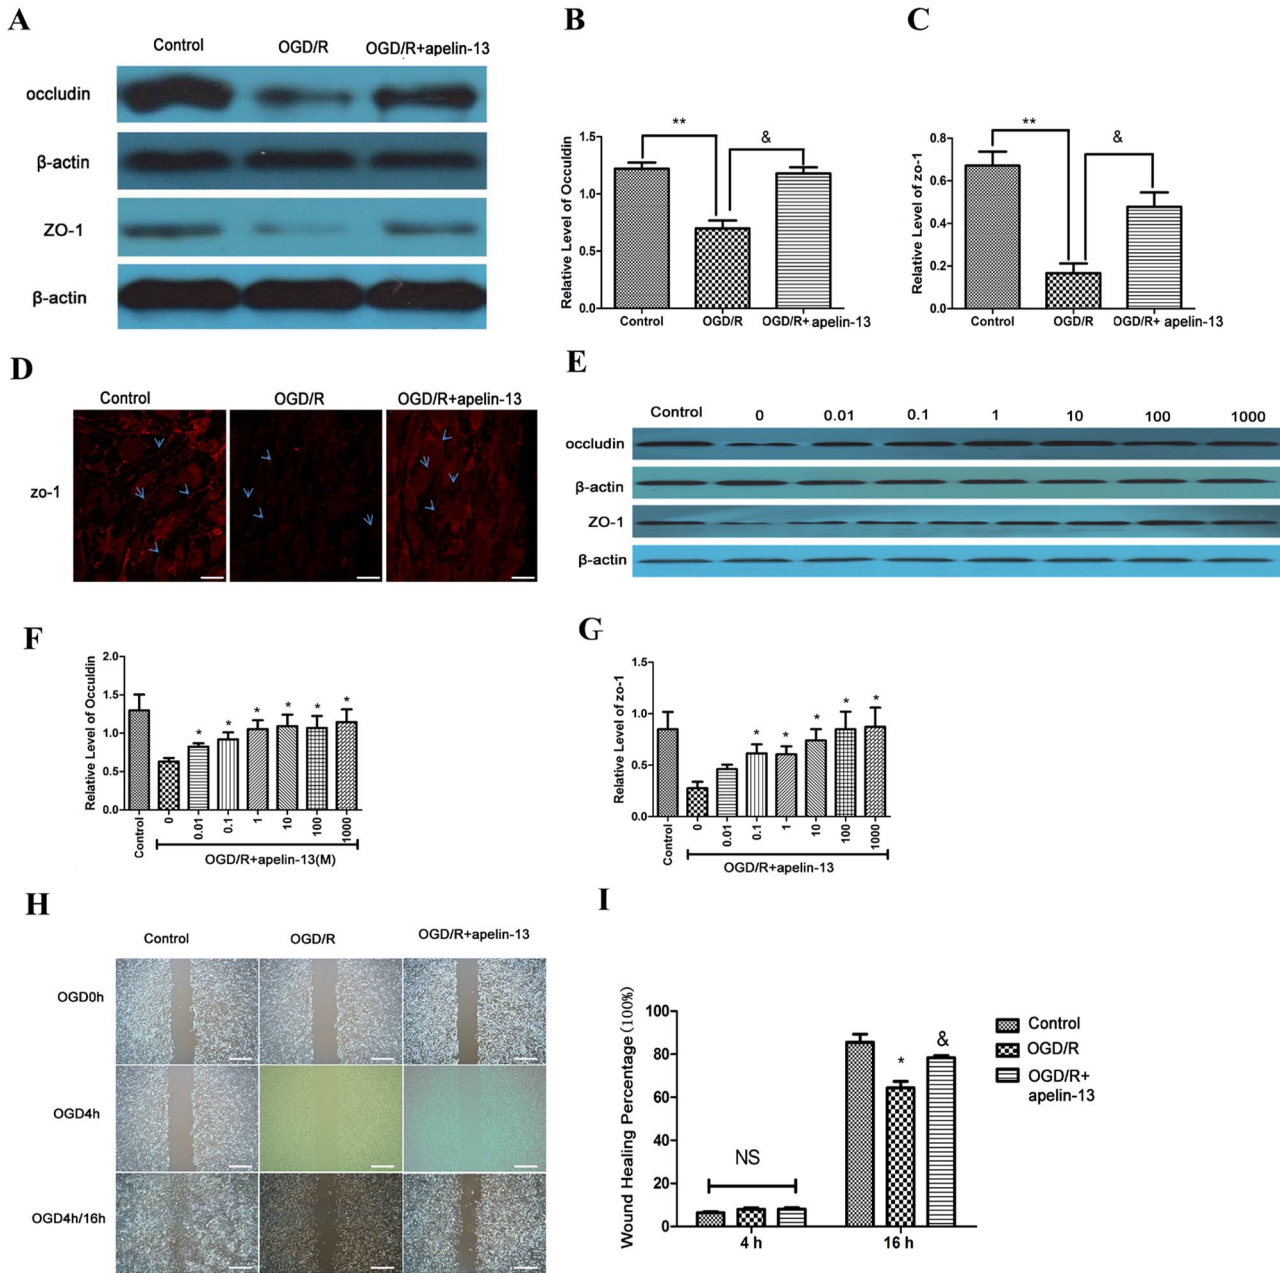 A
Control OGD/R OGD/R+apelin-13
occludin
β-actin
ZO-1
β-actin
B
Relative Level of Occuldin
1.5
1.0
0.5
0.0
**
&
Control OGD/R OGD/R+ apelin-13
C
Relative Level of zo-1
0.8
0.6
0.4
0.2
0.0
**
&
Control OGD/R OGD/R+ apelin-13
D
Control OGD/R OGD/R+apelin-13
zo-1
E
Control 0 0.01 0.1 1 10 100 1000
occludin
β-actin
ZO-1
β-actin
F
Relative Level of Occuldin
2.0
1.5
1.0
0.5
0.0
* * * * * *
Control 0 0.01 0.1 1 10 100 1000
OGD/R+apelin-13(M)
G
Relative Level of zo-1
1.5
1.0
0.5
0.0
* * * * *
Control 0 0.01 0.1 1 10 100 1000
OGD/R+apelin-13
H
Control OGD/R OGD/R+apelin-13
OGD0h
OGD4h
OGD4h/16h
I
Wound Healing Percentage (100%)
100
80
60
40
20
0
NS
* &
4 h 16 h
Control
OGD/R
OGD/R+
apelin-13